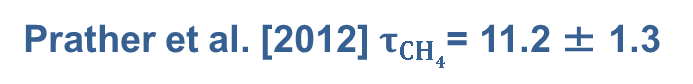 Prather et al. [2012] τCH4= 11.2 ± 1.3